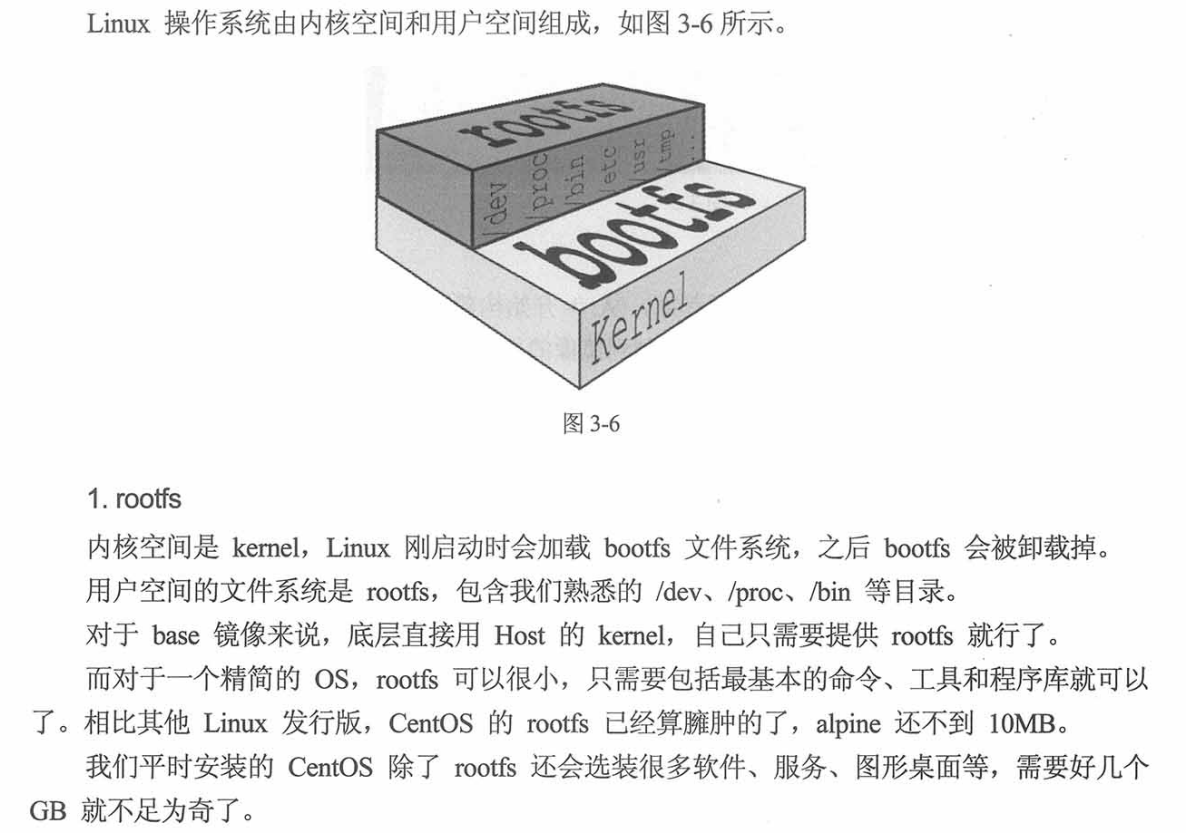 Linux 操作系统由内核空间和用户空间组成，如图 3-6 所示。
rootfs
/dev
/proc
/bin
/etc
/usr
/tmp
...
bootfs
Kernel
图 3-6
1. rootfs
内核空间是 kernel，Linux 刚启动时会加载 bootfs 文件系统，之后 bootfs 会被卸载掉。
用户空间的文件系统是 rootfs，包含我们熟悉的 /dev、/proc、/bin 等目录。
对于 base 镜像来说，底层直接用 Host 的 kernel，自己只需要提供 rootfs 就行了。
而对于一个精简的 OS，rootfs 可以很小，只需要包括最基本的命令、工具和程序库就可以
了。相比其他 Linux 发行版，CentOS 的 rootfs 已经算臃肿的了，alpine 还不到 10MB。
我们平时安装的 CentOS 除了 rootfs 还会选装很多软件、服务、图形桌面等，需要好几个
GB 就不足为奇了。